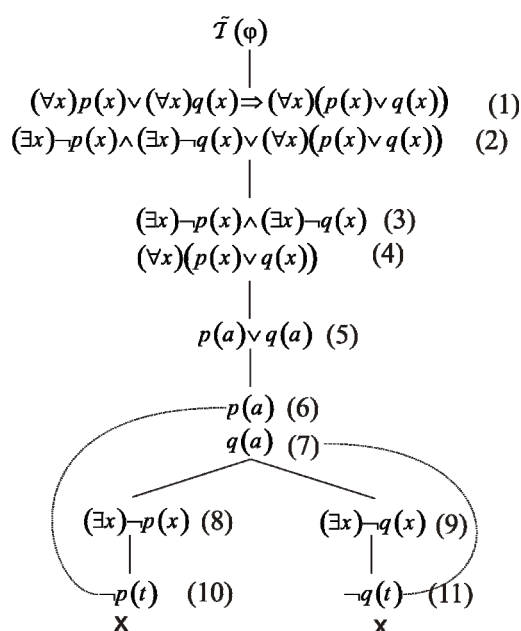 𝒯̃(φ)
(∀x)p(x)∨(∀x)q(x)⇒(∀x)(p(x)∨q(x)) (1)
(∃x)¬p(x)∧(∃x)¬q(x)∨(∀x)(p(x)∨q(x)) (2)
(∃x)¬p(x)∧(∃x)¬q(x) (3)
(∀x)(p(x)∨q(x)) (4)
p(a)∨q(a) (5)
p(a) (6)
q(a) (7)
(∃x)¬p(x) (8) (∃x)¬q(x) (9)
¬p(t) (10) ¬q(t) (11)
x x